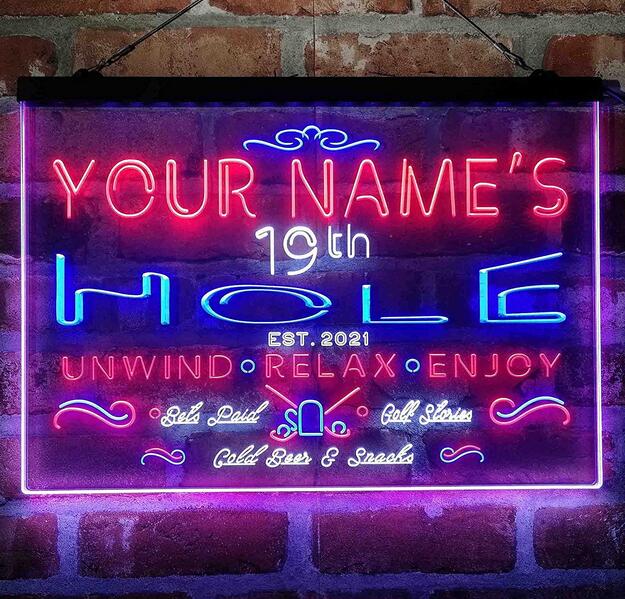 YOUR NAME'S
19th
HOLE
EST. 2021
UNWIND • RELAX • ENJOY
Bets Paid Golf Stories
Cold Beer & Snacks